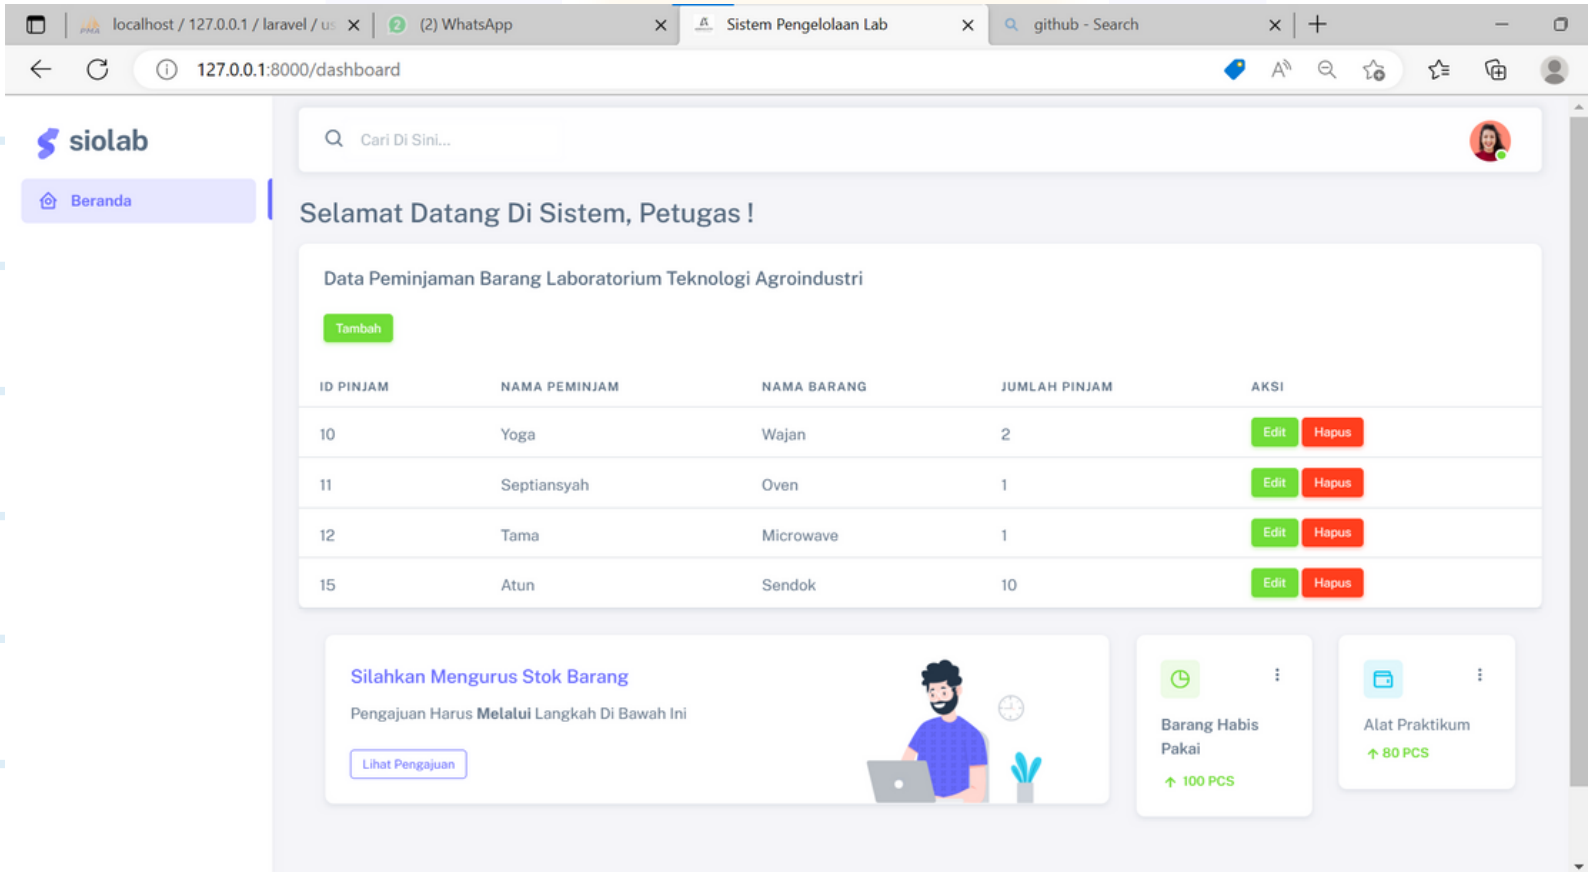 localhost / 127.0.0.1 / laravel / us
(2) WhatsApp
Sistem Pengelolaan Lab
github - Search
127.0.0.1:8000/dashboard
siolab
Cari Di Sini...
Beranda
Selamat Datang Di Sistem, Petugas !
Data Peminjaman Barang Laboratorium Teknologi Agroindustri
Tambah
ID PINJAM NAMA PEMINJAM NAMA BARANG JUMLAH PINJAM AKSI
10 Yoga Wajan 2 Edit Hapus
11 Septiansyah Oven 1 Edit Hapus
12 Tama Microwave 1 Edit Hapus
15 Atun Sendok 10 Edit Hapus
Silahkan Mengurus Stok Barang
Pengajuan Harus Melalui Langkah Di Bawah Ini
Lihat Pengajuan
Barang Habis
Pakai
↑ 100 PCS
Alat Praktikum
↑ 80 PCS